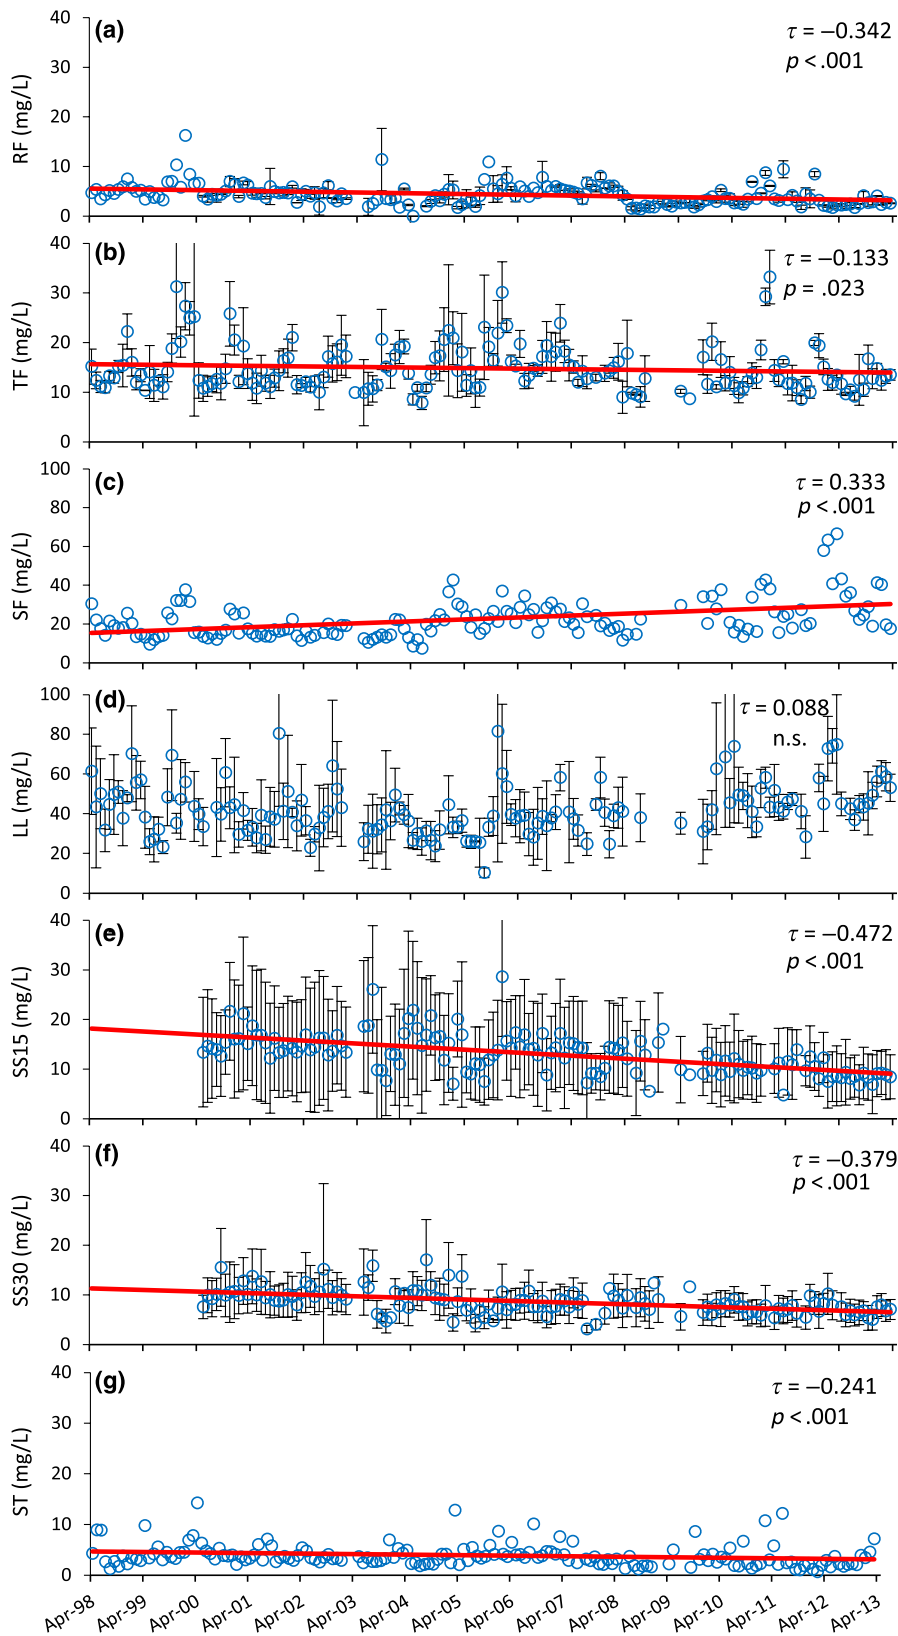 (a)
τ = −0.342
p < .001
RF (mg/L)
40
30
20
10
0
(b)
τ = −0.133
p = .023
TF (mg/L)
40
30
20
10
0
(c)
τ = 0.333
p < .001
SF (mg/L)
100
80
60
40
20
0
(d)
τ = 0.088
n.s.
LL (mg/L)
100
80
60
40
20
0
(e)
τ = −0.472
p < .001
SS15 (mg/L)
40
30
20
10
0
(f)
τ = −0.379
p < .001
SS30 (mg/L)
40
30
20
10
0
(g)
τ = −0.241
p < .001
ST (mg/L)
40
30
20
10
0
Apr-98
Apr-99
Apr-00
Apr-01
Apr-02
Apr-03
Apr-04
Apr-05
Apr-06
Apr-07
Apr-08
Apr-09
Apr-10
Apr-11
Apr-12
Apr-13